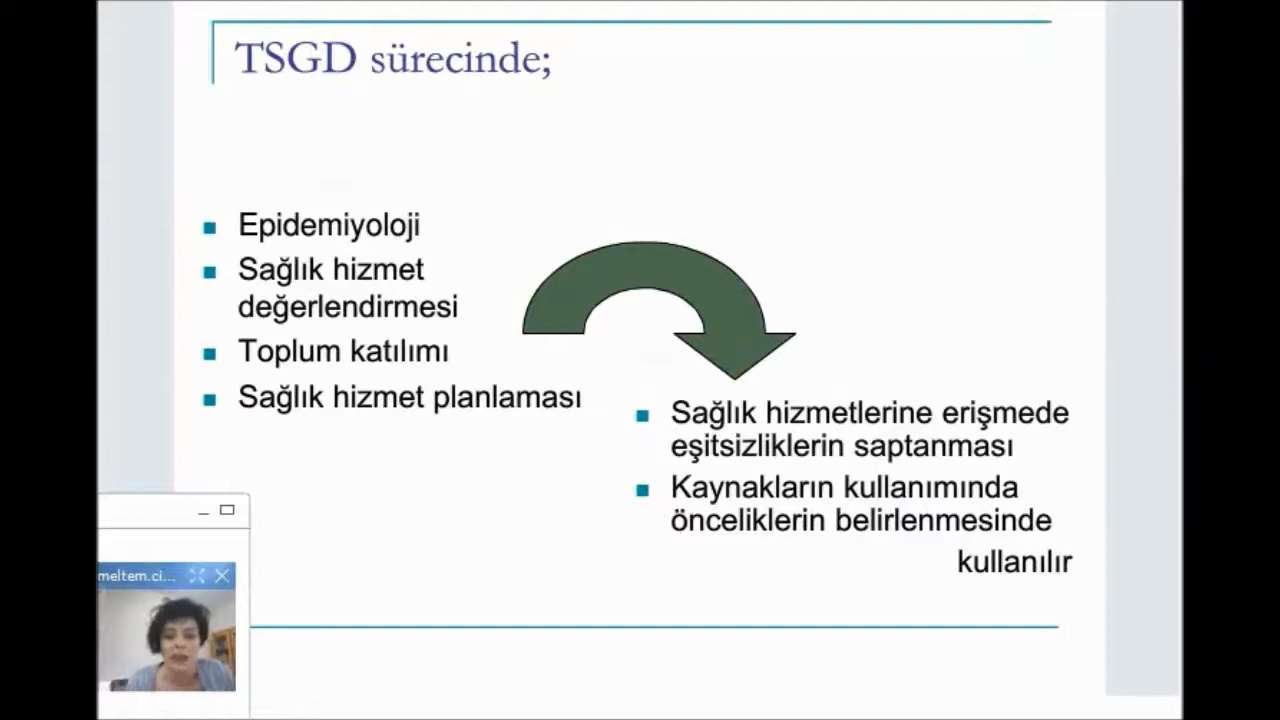 TSGD sürecinde;
Epidemiyoloji
Sağlık hizmet
değerlendirmesi
Toplum katılımı
Sağlık hizmet planlaması
Sağlık hizmetlerine erişmede
eşitsizliklerin saptanması
Kaynakların kullanımında
önceliklerin belirlenmesinde
kullanılır
meltem.ci...